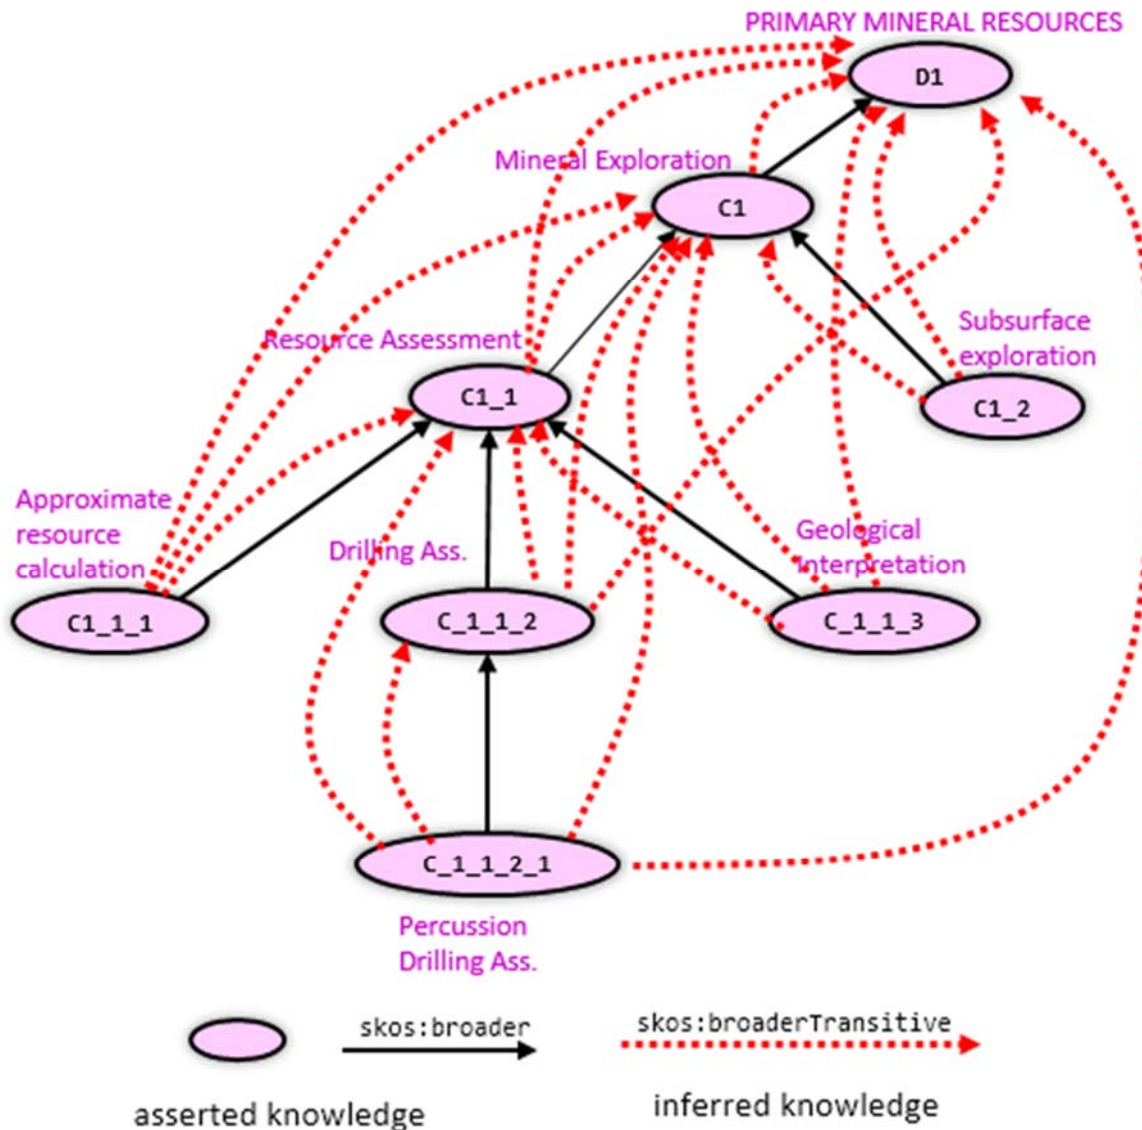 PRIMARY MINERAL RESOURCES
D1
Mineral Exploration
C1
Resource Assessment
Subsurface
exploration
C1_1
C1_2
Approximate
resource
calculation
Drilling Ass.
Geological
Interpretation
C1_1_1
C_1_1_2
C_1_1_3
C_1_1_2_1
Percussion
Drilling Ass.
skos:broader
skos:broaderTransitive
asserted knowledge
inferred knowledge